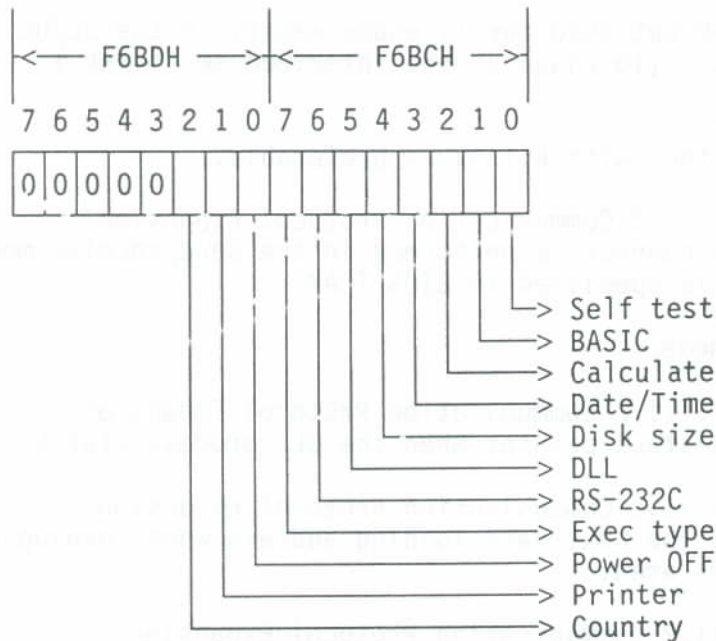 F6BDH F6BCH
7 6 5 4 3 2 1 0 7 6 5 4 3 2 1 0
0 0 0 0 0
Self test
BASIC
Calculate
Date/Time
Disk size
DLL
RS-232C
Exec type
Power OFF
Printer
Country